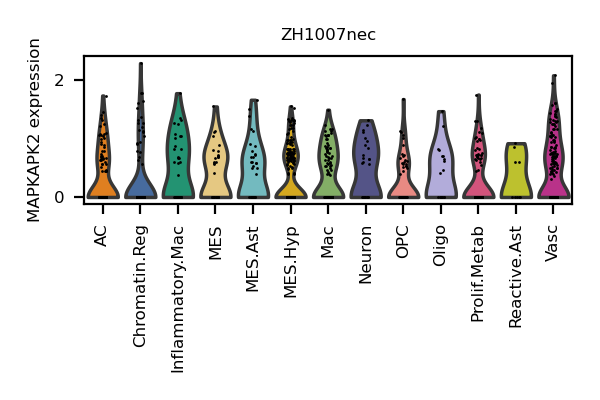 ZH1007nec
MAPKAPK2 expression
2
0
AC
Chromatin.Reg
Inflammatory.Mac
MES
MES.Ast
MES.Hyp
Mac
Neuron
OPC
Oligo
Prolif.Metab
Reactive.Ast
Vasc